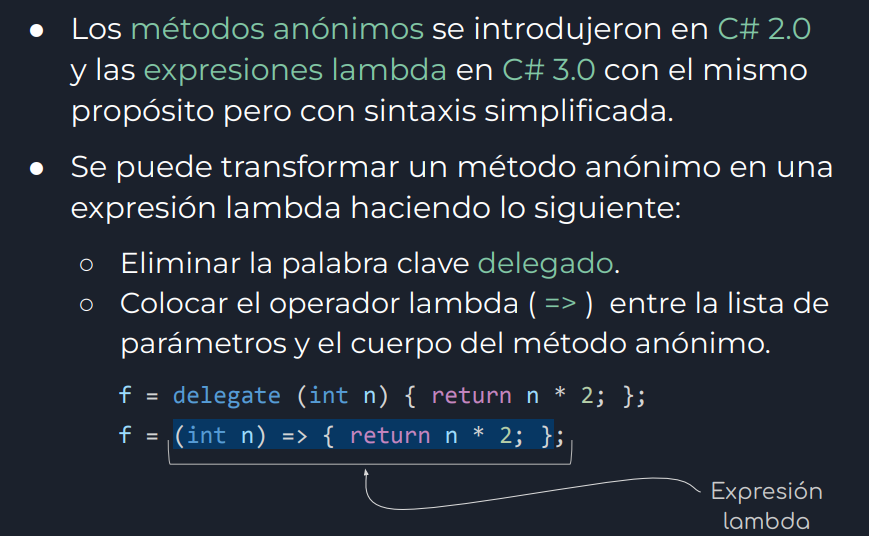 ● Los métodos anónimos se introdujeron en C# 2.0
y las expresiones lambda en C# 3.0 con el mismo
propósito pero con sintaxis simplificada.
● Se puede transformar un método anónimo en una
expresión lambda haciendo lo siguiente:
○ Eliminar la palabra clave delegado.
○ Colocar el operador lambda ( => ) entre la lista de
parámetros y el cuerpo del método anónimo.
f = delegate (int n) { return n * 2; };
f = (int n) => { return n * 2; };
Expresión
lambda